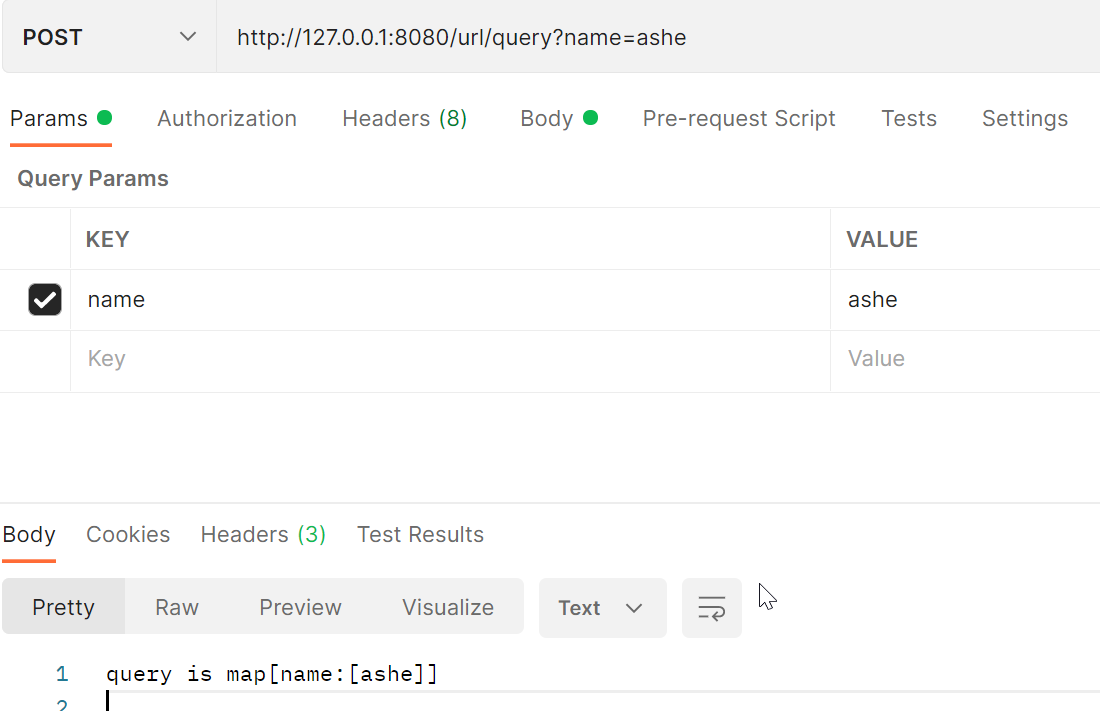 POST http://127.0.0.1:8080/url/query?name=ashe
Params Authorization Headers (8) Body Pre-request Script Tests Settings
Query Params
KEY VALUE
name ashe
Key Value
Body Cookies Headers (3) Test Results
Pretty Raw Preview Visualize Text
1 query is map[name:[ashe]]
2